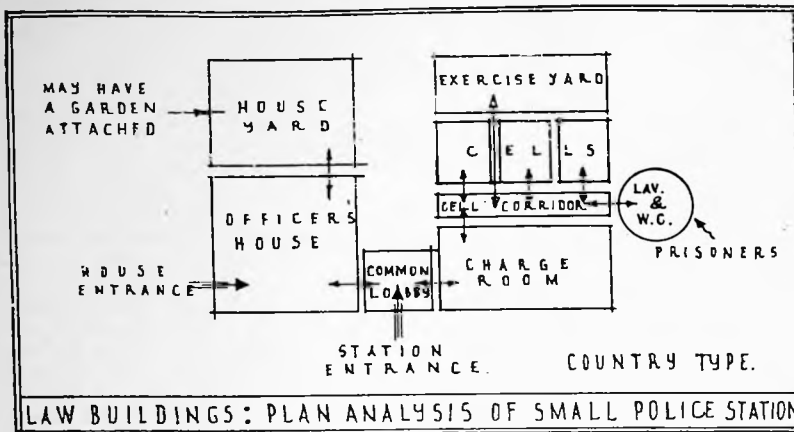 MAY HAVE
A GARDEN
ATTACHED
HOUSE
YARD
EXERCISE YARD
CELLS
LAV.
&
W.C.
CELL CORRIDOR
PRISONERS
OFFICERS
HOUSE
HOUSE
ENTRANCE
COMMON
LOBBY
CHARGE
ROOM
STATION
ENTRANCE.
COUNTRY TYPE.
LAW BUILDINGS: PLAN ANALYSIS OF SMALL POLICE STATION